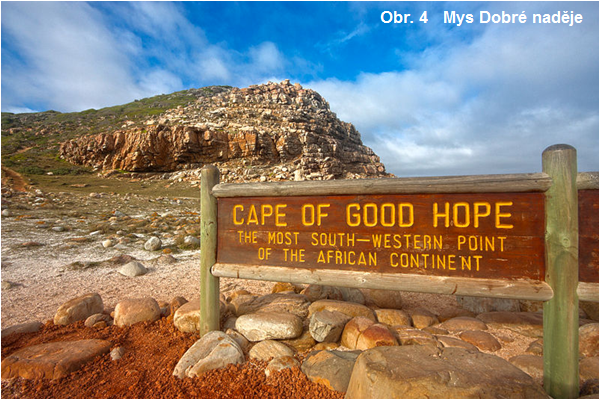 Obr. 4 Mys Dobré naděje
CAPE OF GOOD HOPE
THE MOST SOUTH-WESTERN POINT
OF THE AFRICAN CONTINENT